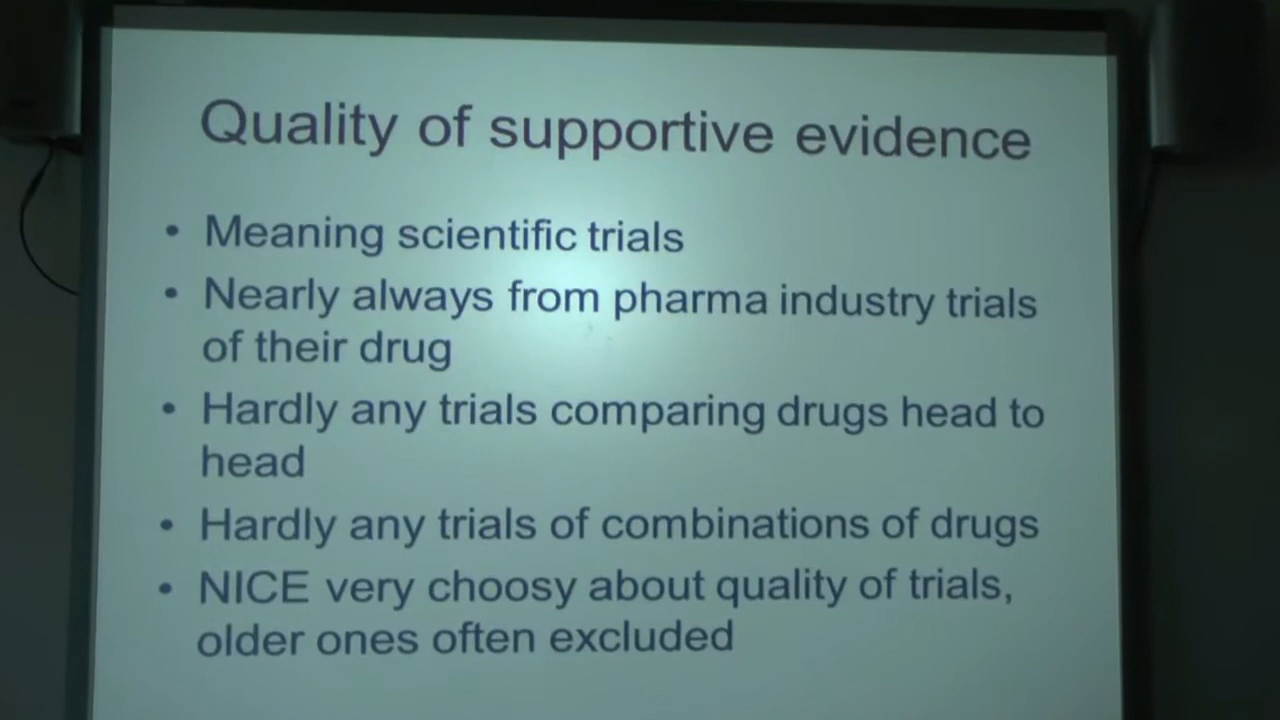 Quality of supportive evidence
• Meaning scientific trials
• Nearly always from pharma industry trials
of their drug
• Hardly any trials comparing drugs head to
head
• Hardly any trials of combinations of drugs
• NICE very choosy about quality of trials,
older ones often excluded